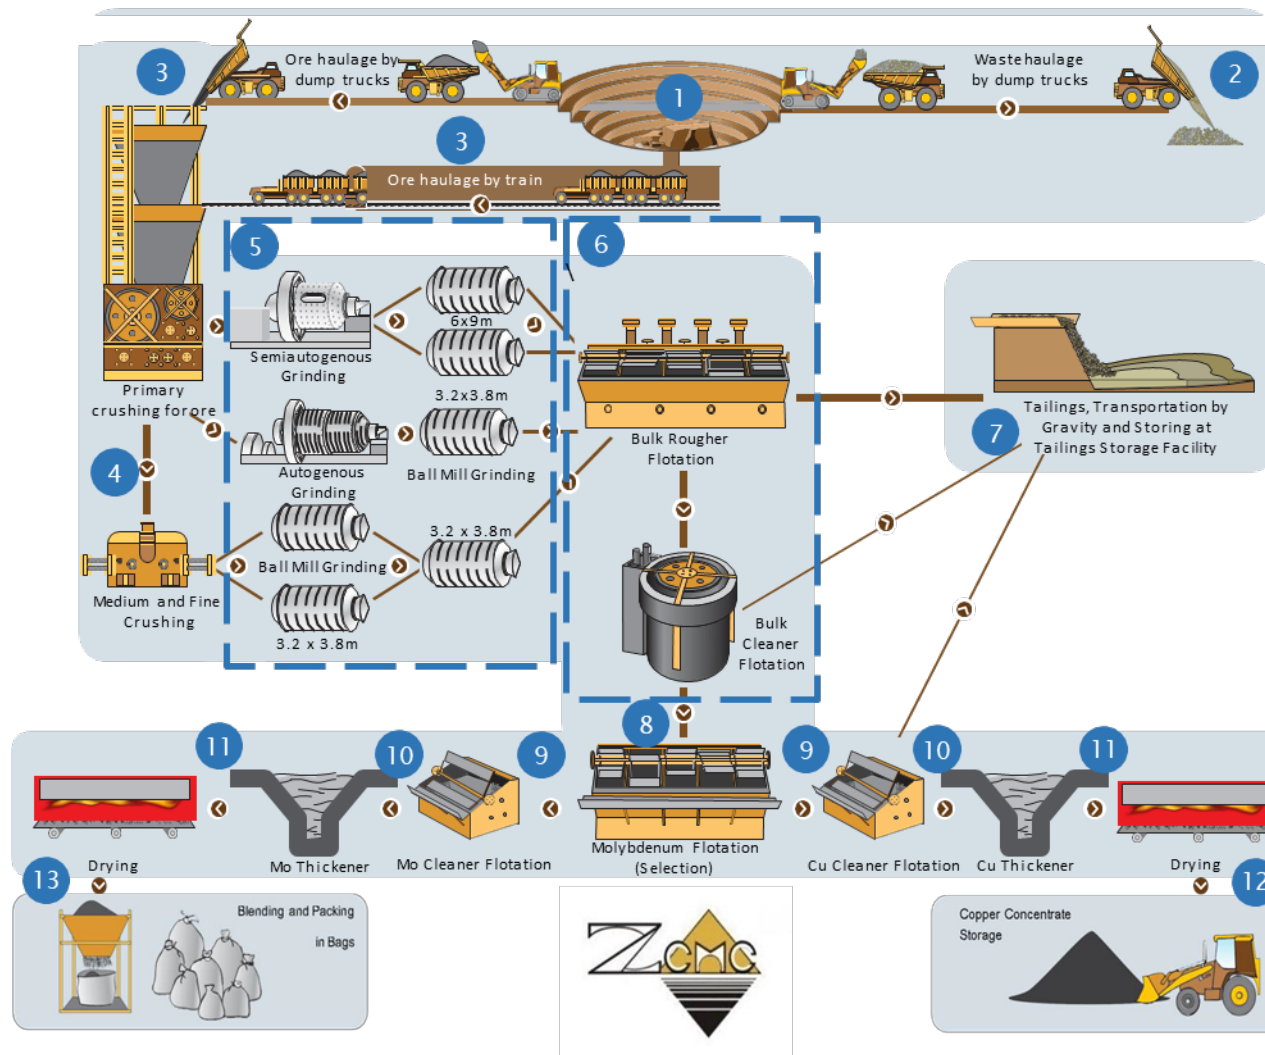 3
Ore haulage by
dump trucks
1
Waste haulage
by dump trucks
2
3
Ore haulage by train
5
6
6x9m
Semiautogenous
Grinding
Primary
crushing for ore
3.2x3.8m
Bulk Rougher
Flotation
Tailings, Transportation by
Gravity and Storing at
Tailings Storage Facility
7
4
Autogenous
Grinding
Ball Mill Grinding
3.2 x 3.8m
Ball Mill Grinding
Medium and Fine
Crushing
3.2 x 3.8m
Bulk
Cleaner
Flotation
11
10
9
8
9
10
11
Drying
Mo Thickener
Mo Cleaner Flotation
Molybdenum Flotation
(Selection)
Cu Cleaner Flotation
Cu Thickener
Drying
13
12
Blending and Packing
in Bags
ZCMC
Copper Concentrate
Storage